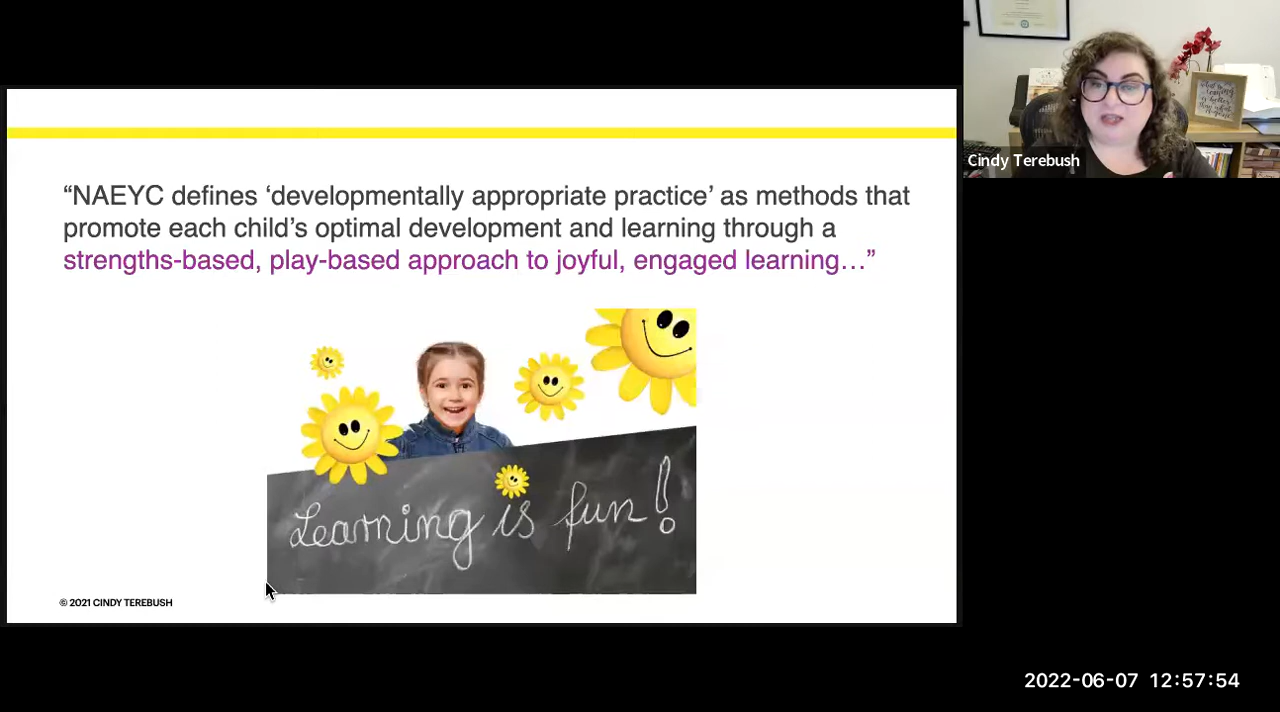 “NAEYC defines ‘developmentally appropriate practice’ as methods that
promote each child’s optimal development and learning through a
strengths-based, play-based approach to joyful, engaged learning…”
Learning is fun!
© 2021 CINDY TEREBUSH
Cindy Terebush
2022-06-07 12:57:54